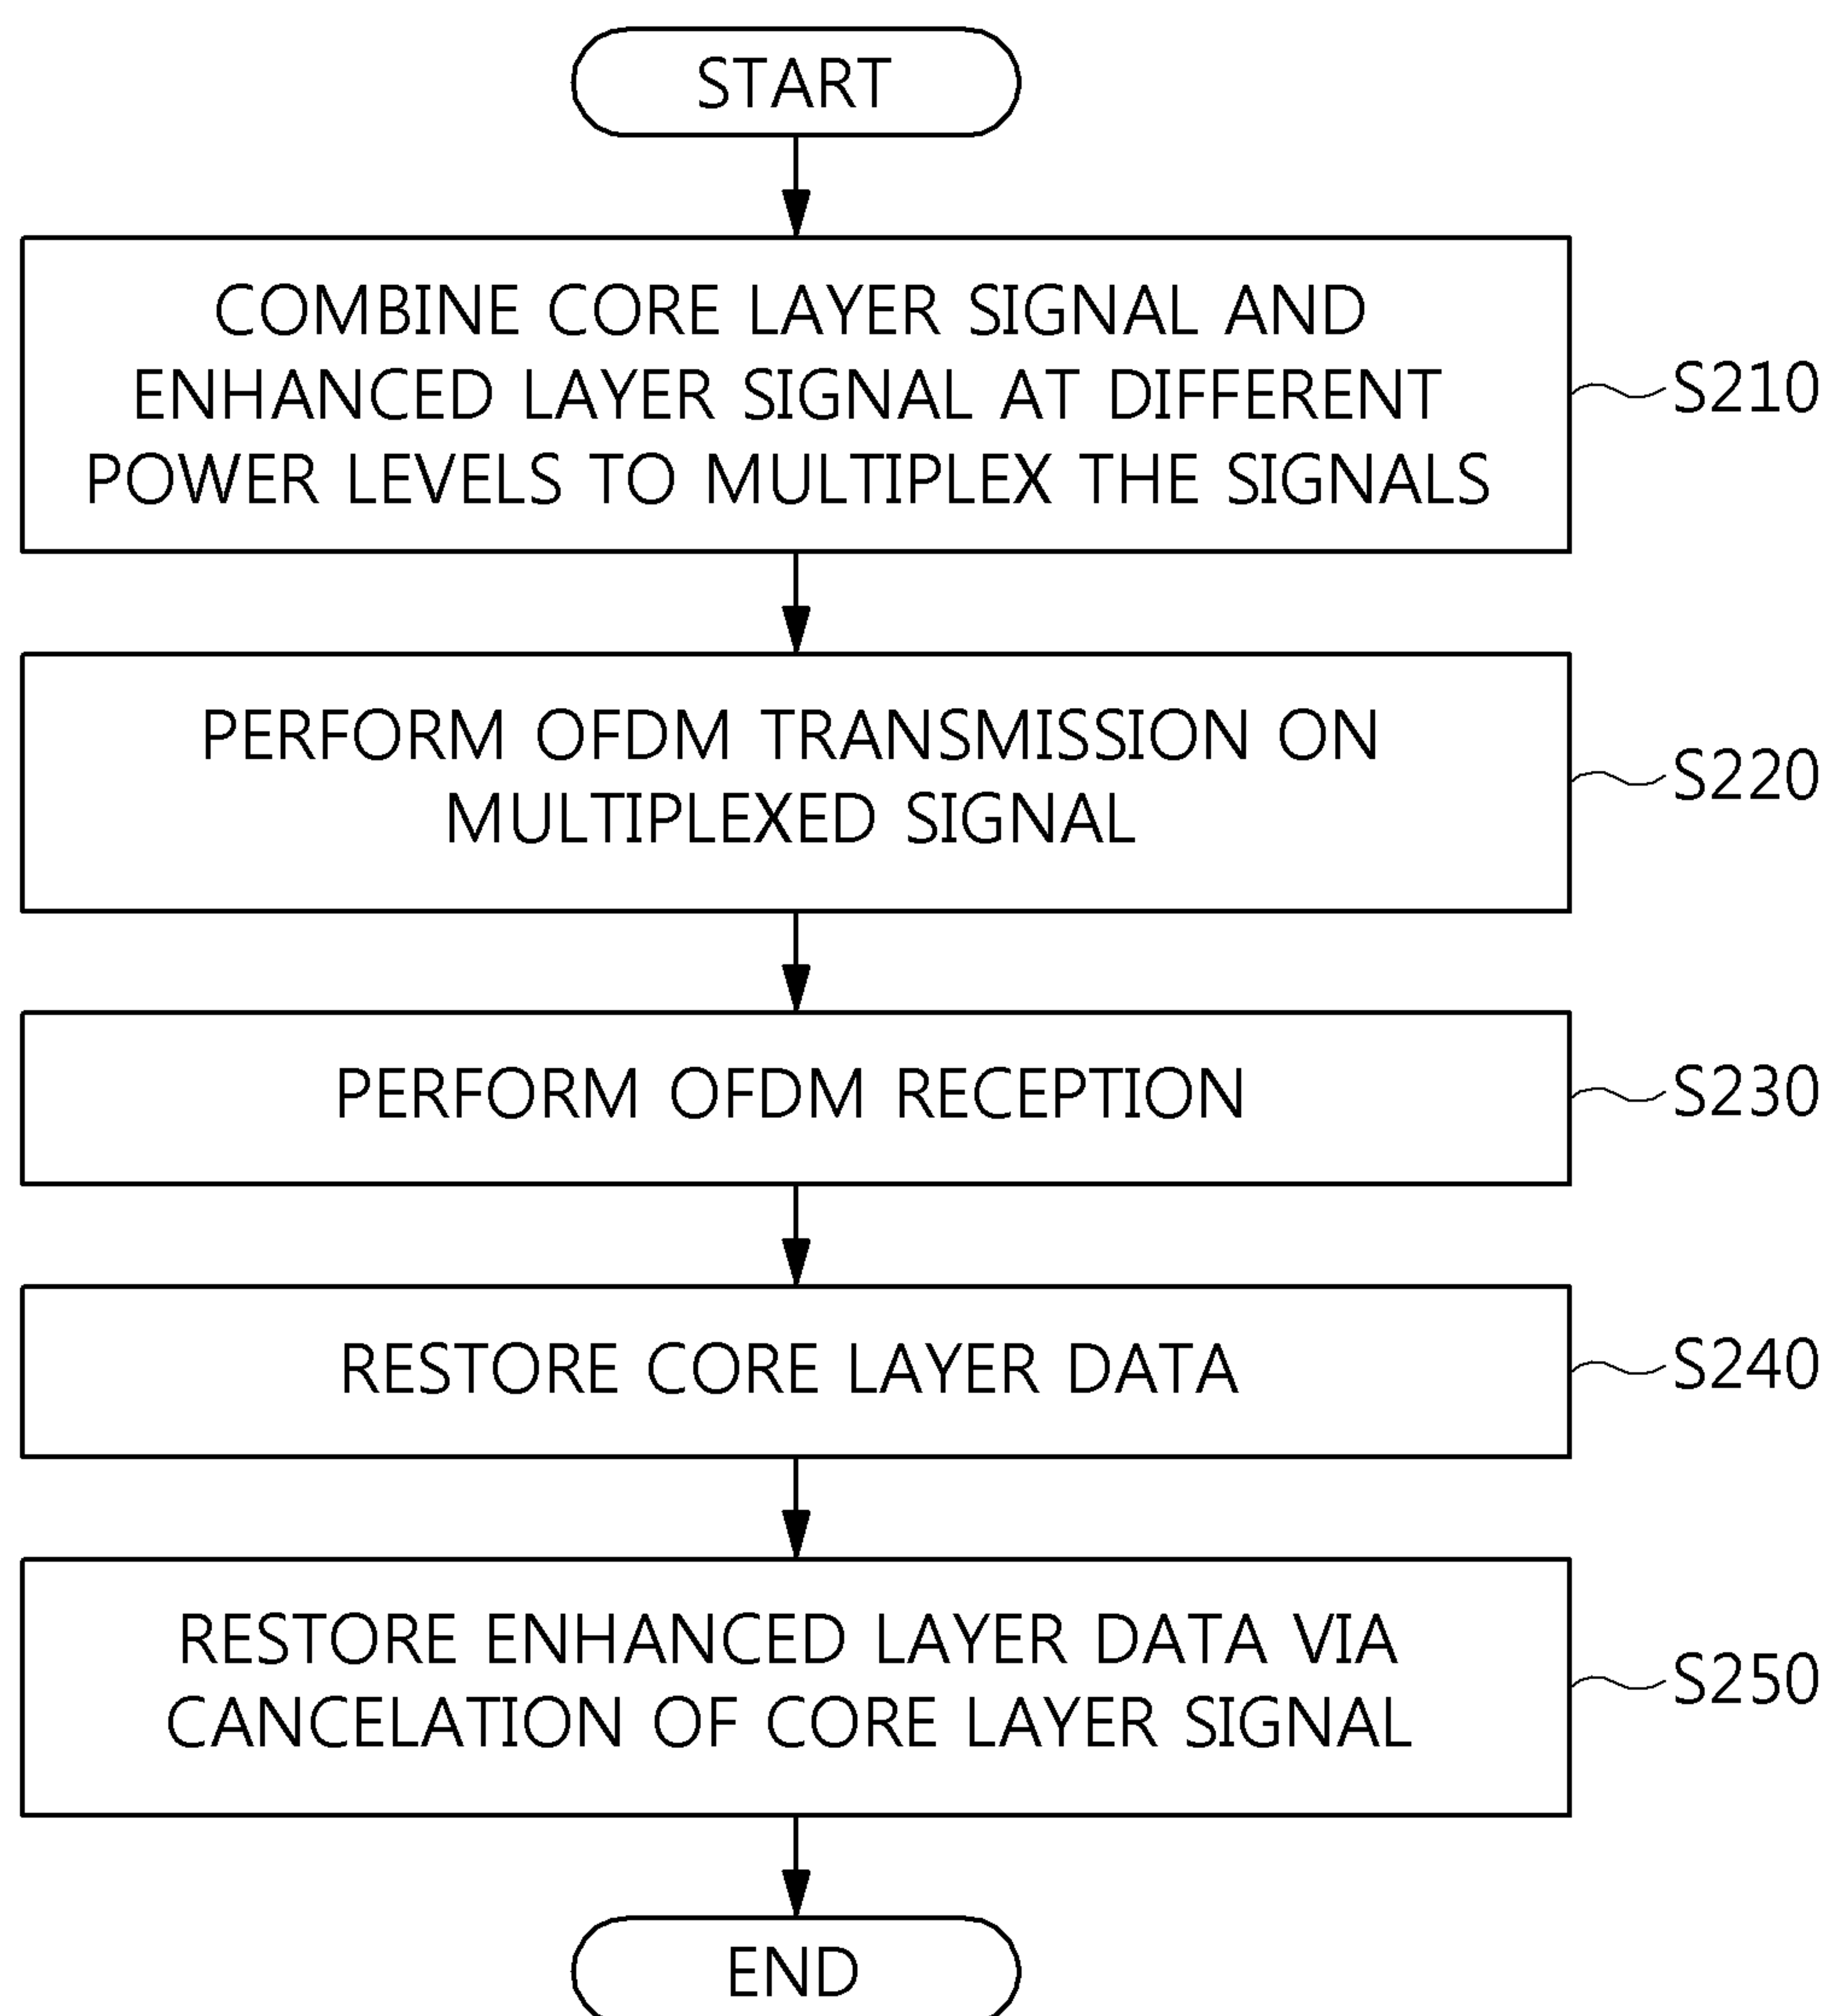 START
COMBINE CORE LAYER SIGNAL AND
ENHANCED LAYER SIGNAL AT DIFFERENT
POWER LEVELS TO MULTIPLEX THE SIGNALS
S210
PERFORM OFDM TRANSMISSION ON
MULTIPLEXED SIGNAL
S220
PERFORM OFDM RECEPTION
S230
RESTORE CORE LAYER DATA
S240
RESTORE ENHANCED LAYER DATA VIA
CANCELATION OF CORE LAYER SIGNAL
S250
END